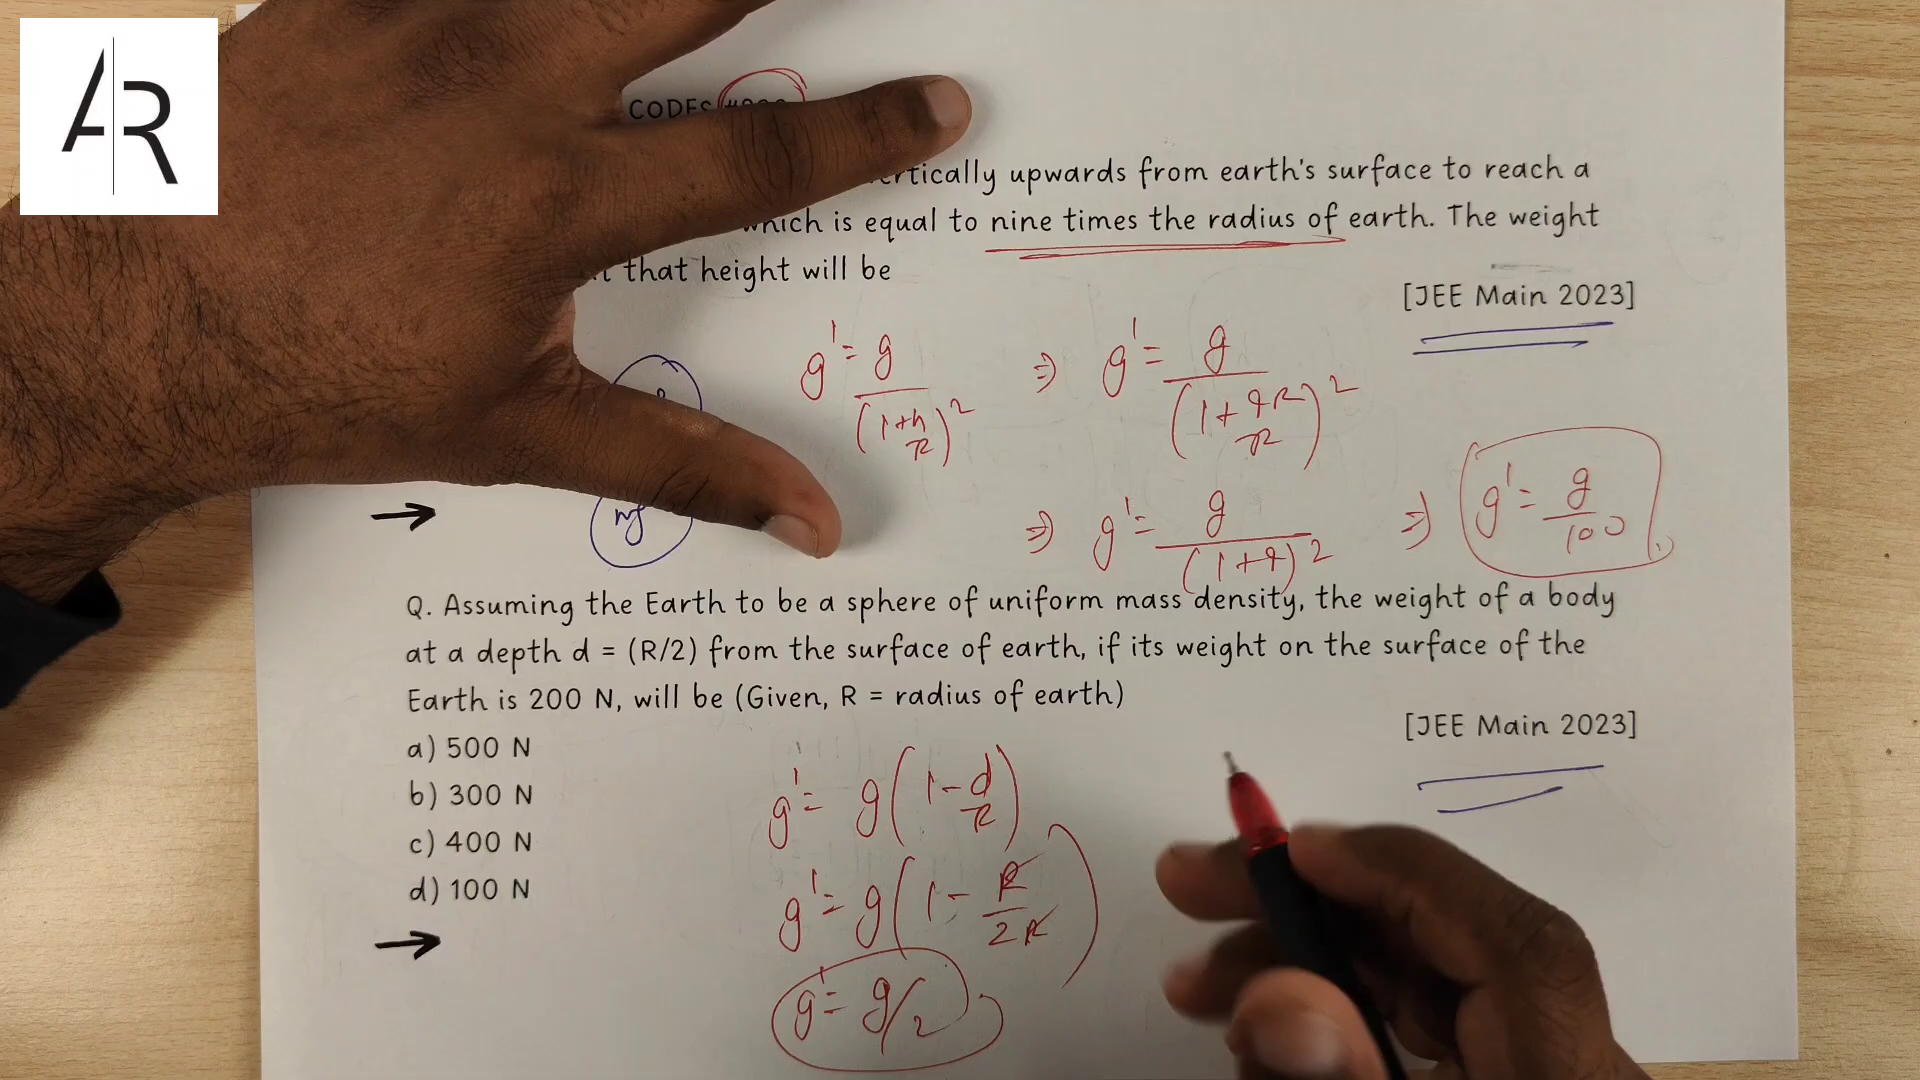 AR
CODES
vertically upwards from earth's surface to reach a
which is equal to nine times the radius of earth. The weight
that height will be
[JEE Main 2023]
g' = g/(1+h/R)² ⇒ g' = g/(1+9R/R)²
mg
⇒ g' = g/(1+9)² ⇒ g' = g/100
Q. Assuming the Earth to be a sphere of uniform mass density, the weight of a body
at a depth d = (R/2) from the surface of earth, if its weight on the surface of the
Earth is 200 N, will be (Given, R = radius of earth)
[JEE Main 2023]
a) 500 N
b) 300 N
c) 400 N
d) 100 N
g' = g(1-d/R)
g' = g(1-R/2R)
g' = g/2